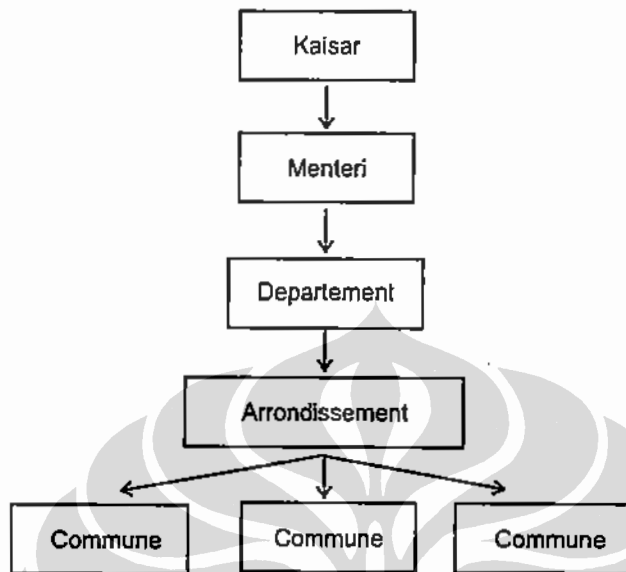 Kaisar
Menteri
Departement
Arrondissement
Commune
Commune
Commune